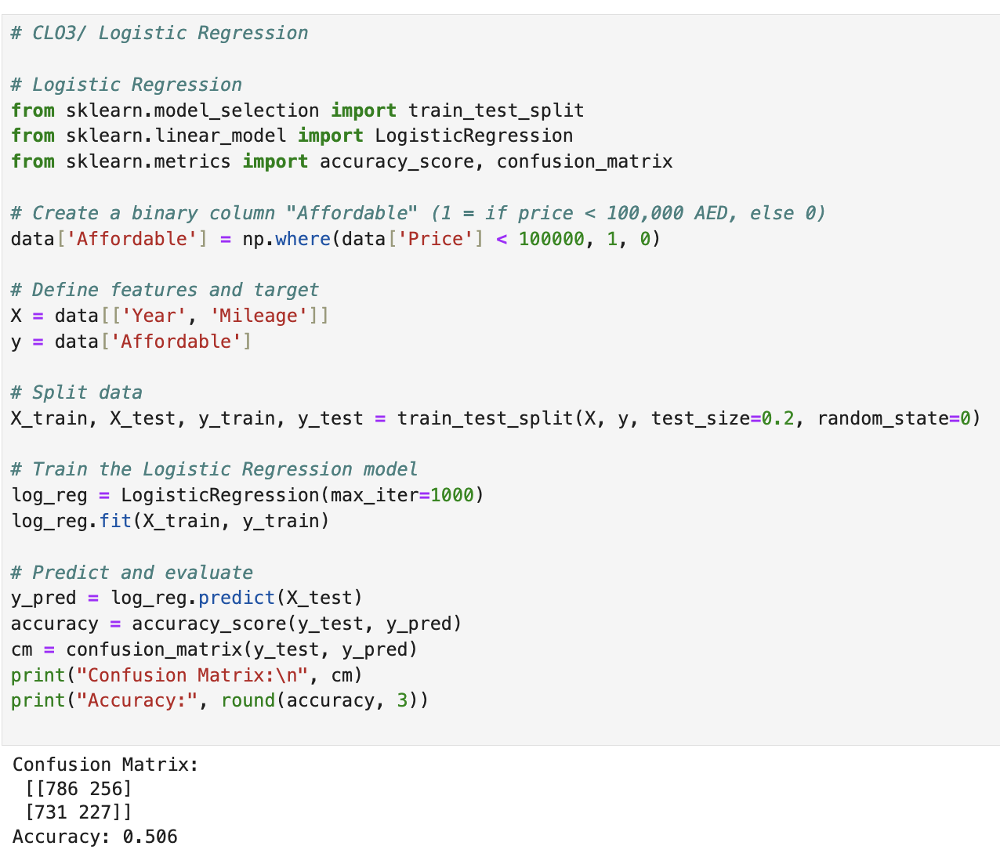 # CLO3/ Logistic Regression
# Logistic Regression
from sklearn.model_selection import train_test_split
from sklearn.linear_model import LogisticRegression
from sklearn.metrics import accuracy_score, confusion_matrix
# Create a binary column "Affordable" (1 = if price < 100,000 AED, else 0)
data['Affordable'] = np.where(data['Price'] < 100000, 1, 0)
# Define features and target
X = data[['Year', 'Mileage']]
y = data['Affordable']
# Split data
X_train, X_test, y_train, y_test = train_test_split(X, y, test_size=0.2, random_state=0)
# Train the Logistic Regression model
log_reg = LogisticRegression(max_iter=1000)
log_reg.fit(X_train, y_train)
# Predict and evaluate
y_pred = log_reg.predict(X_test)
accuracy = accuracy_score(y_test, y_pred)
cm = confusion_matrix(y_test, y_pred)
print("Confusion Matrix:\n", cm)
print("Accuracy:", round(accuracy, 3))
Confusion Matrix:
[[786 256]
[731 227]]
Accuracy: 0.506